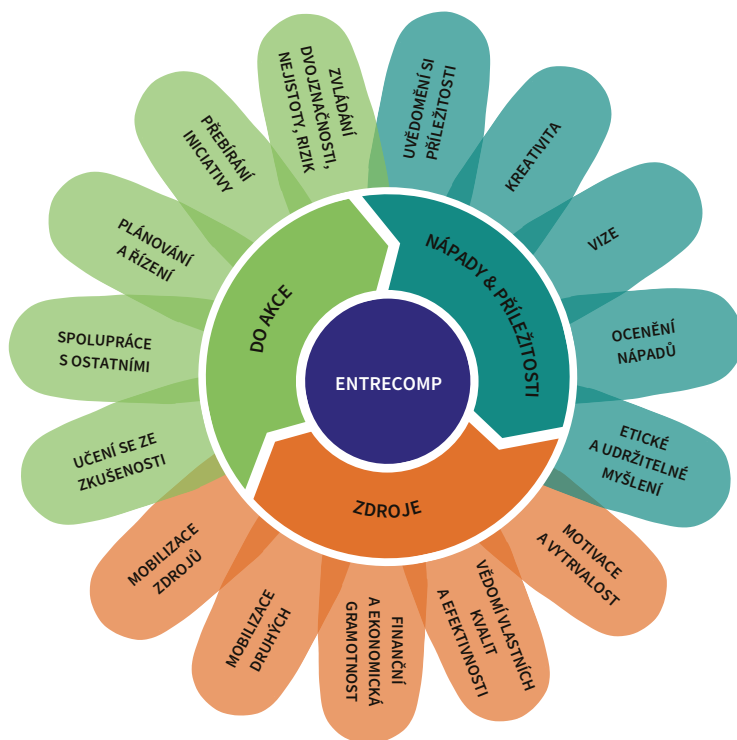 ENTRECOMP
NÁPADY & PŘÍLEŽITOSTI
UVĚDOMĚNÍ SI
PŘÍLEŽITOSTI
KREATIVITA
VIZE
OCENĚNÍ
NÁPADŮ
ETICKÉ
A UDRŽITELNÉ
MYŠLENÍ
ZDROJE
MOTIVACE
A VYTRVALOST
VĚDOMÍ VLASTNÍCH
KVALIT
A EFEKTIVNOSTI
FINANČNÍ
A EKONOMICKÁ
GRAMOTNOST
MOBILIZACE
DRUHÝCH
MOBILIZACE
ZDROJŮ
DO AKCE
UČENÍ SE ZE
ZKUŠENOSTI
SPOLUPRÁCE
S OSTATNÍMI
PLÁNOVÁNÍ
A ŘÍZENÍ
PŘEBÍRÁNÍ
INICIATIVY
ZVLÁDÁNÍ
DVOJZNAČNOSTI,
NEJISTOTY, RIZIK